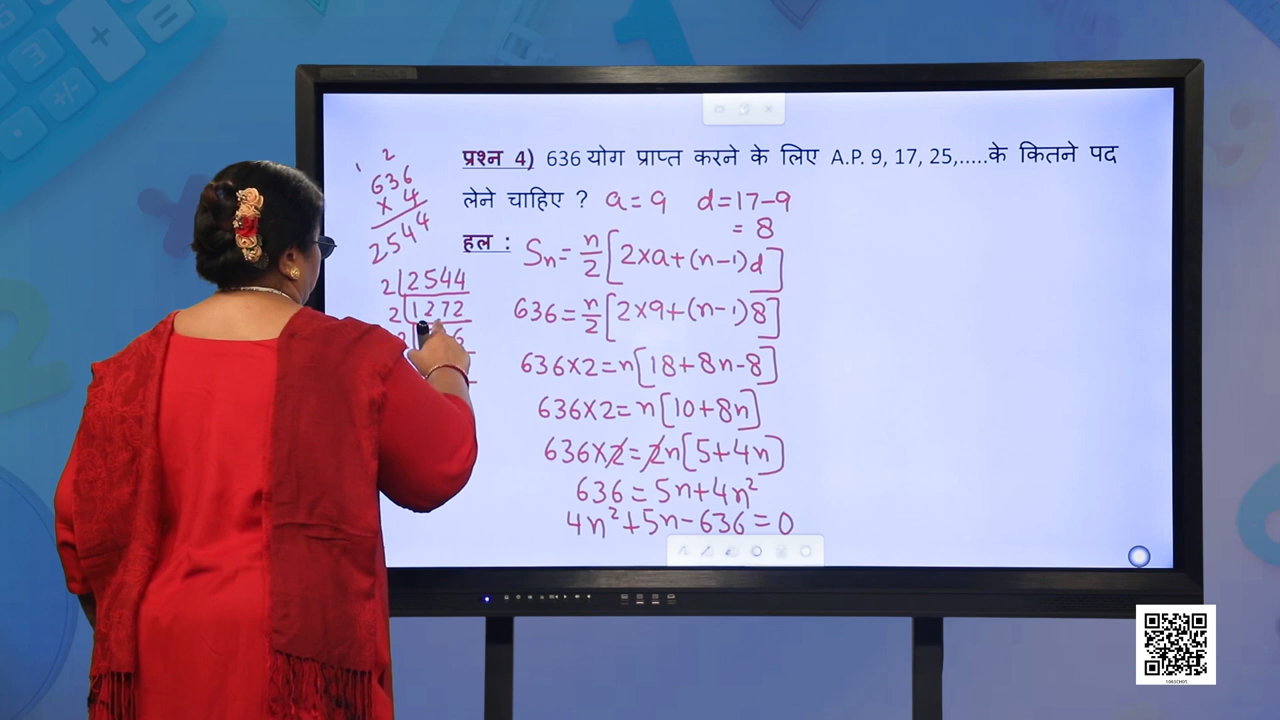 प्रश्न 4) 636 योग प्राप्त करने के लिए A.P. 9, 17, 25,.....के कितने पद
लेने चाहिए ? a=9 d=17-9
= 8
हल :
Sn=n/2[2×a+(n-1)d]
636=n/2[2×9+(n-1)8]
636×2=n[18+8n-8]
636×2=n[10+8n]
636×2=2n[5+4n]
636=5n+4n²
4n²+5n-636=0
1 2
636
×4
2544
2|2544
2|1272
6